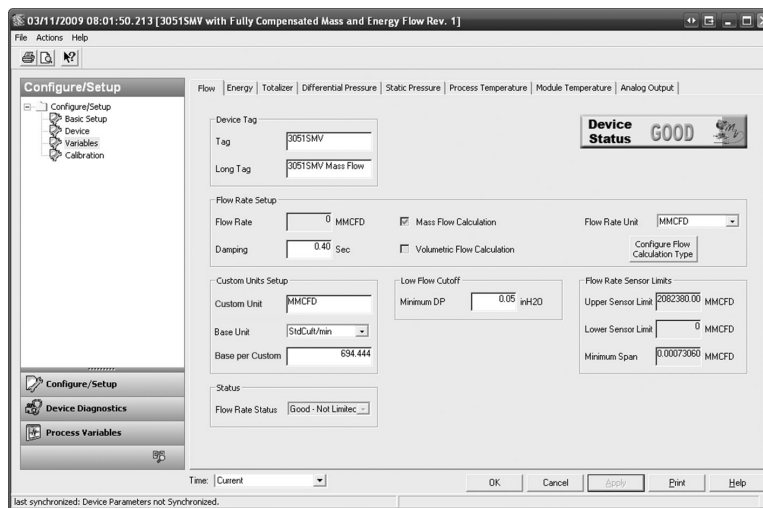 03/11/2009 08:01:50.213 [3051SMV with Fully Compensated Mass and Energy Flow Rev. 1]
File Actions Help
Configure/Setup
Configure/Setup
Basic Setup
Device
Variables
Calibration
Configure/Setup
Device Diagnostics
Process Variables
Flow Energy Totalizer Differential Pressure Static Pressure Process Temperature Module Temperature Analog Output
Device Tag
Tag 3051SMV
Long Tag 3051SMV Mass Flow
Device Status GOOD
Flow Rate Setup
Flow Rate 0 MMCFD Mass Flow Calculation Flow Rate Unit MMCFD
Damping 0.40 Sec Volumetric Flow Calculation Configure Flow Calculation Type
Custom Units Setup
Custom Unit MMCFD
Base Unit StdCuft/min
Base per Custom 694.444
Low Flow Cutoff
Minimum DP 0.05 inH2O
Flow Rate Sensor Limits
Upper Sensor Limit 2082380.00 MMCFD
Lower Sensor Limit 0 MMCFD
Minimum Span 0.00073060 MMCFD
Status
Flow Rate Status Good - Not Limitec
Time: Current
OK Cancel Apply Print Help
last synchronized: Device Parameters not Synchronized.